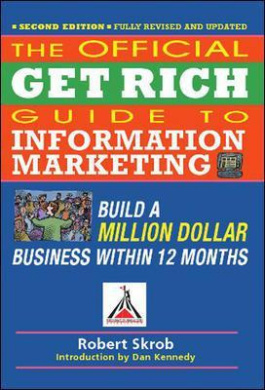 ■ SECOND EDITION ■ FULLY REVISED AND UPDATED
THE OFFICIAL
GET RICH
GUIDE TO
INFORMATION
MARKETING
BUILD A
MILLION DOLLAR
BUSINESS WITHIN 12 MONTHS
Robert Skrob
Introduction by Dan Kennedy